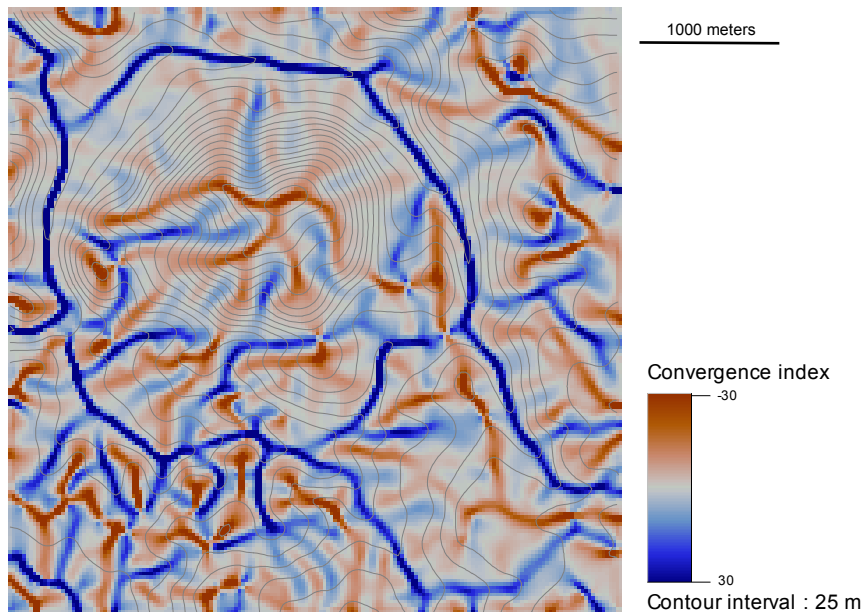 1000 meters
Convergence index
-30
30
Contour interval : 25 m